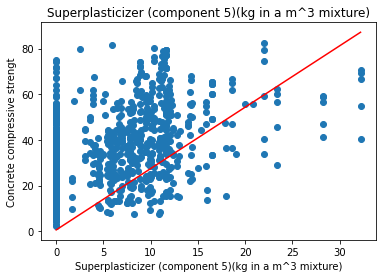 Superplasticizer (component 5)(kg in a m^3 mixture)
Concrete compressive strengt
80
60
40
20
0
0 5 10 15 20 25 30
Superplasticizer (component 5)(kg in a m^3 mixture)